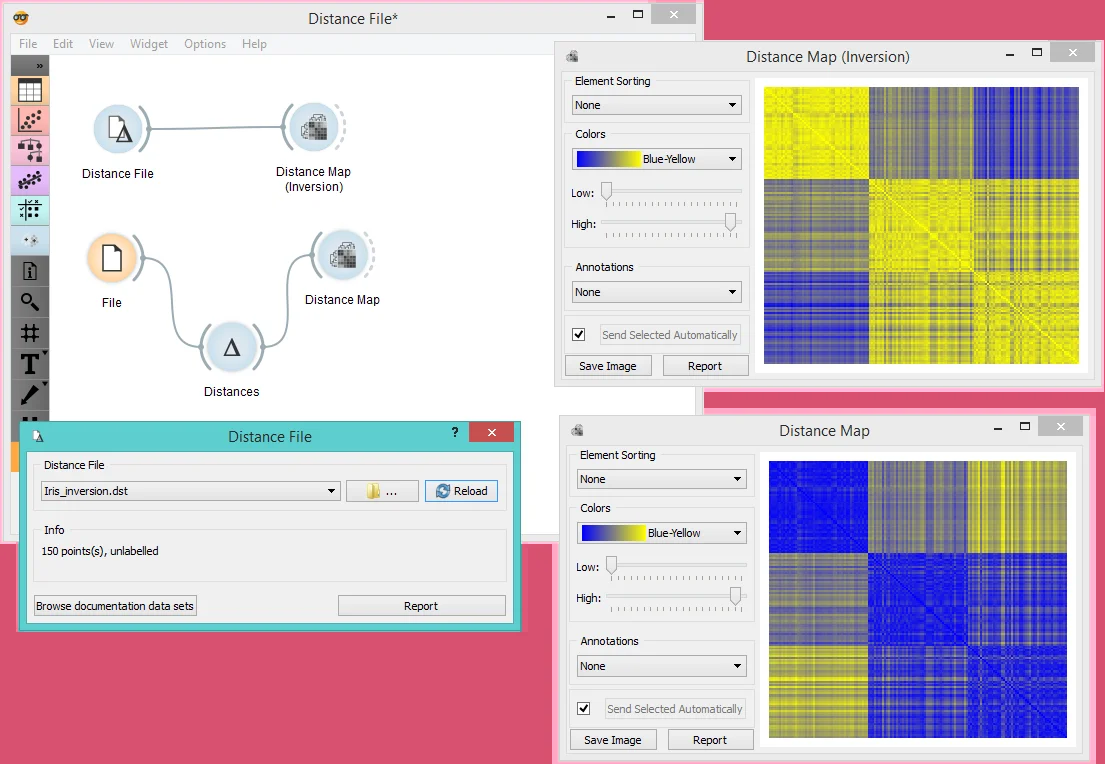 Distance File*
File Edit View Widget Options Help
»
Distance File
Distance Map
(Inversion)
File
Distance Map
Δ
Distances
Distance Map (Inversion)
Element Sorting
None
Colors
Blue-Yellow
Low:
High:
Annotations
None
Send Selected Automatically
Save Image Report
Distance File ?
Distance File
Iris_inversion.dst ... Reload
Info
150 points(s), unlabelled
Browse documentation data sets Report
Distance Map
Element Sorting
None
Colors
Blue-Yellow
Low:
High:
Annotations
None
Send Selected Automatically
Save Image Report